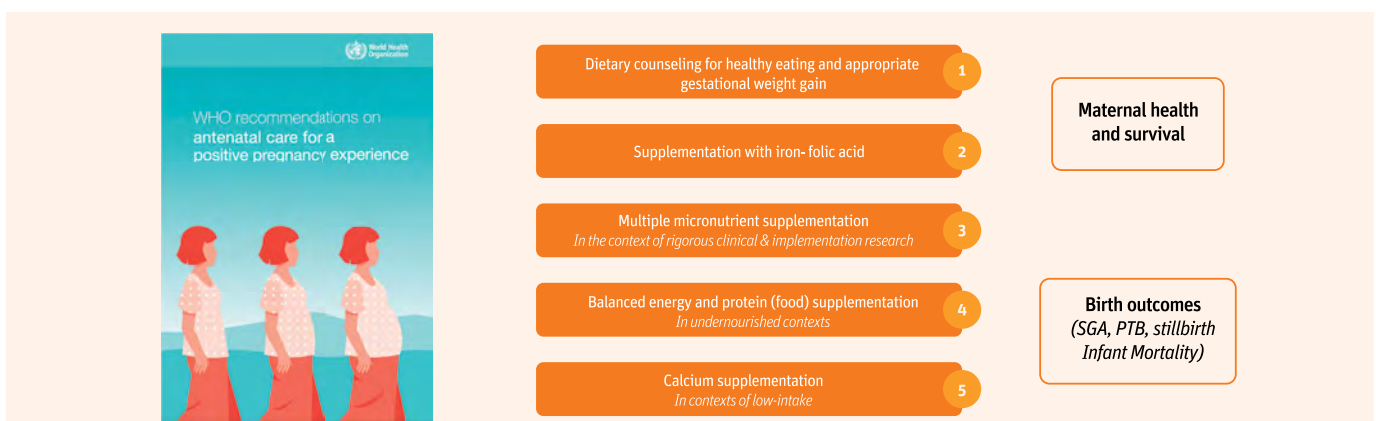 World Health
Organization
WHO recommendations on
antenatal care for a
positive pregnancy experience
Dietary counseling for healthy eating and appropriate
gestational weight gain
1
Supplementation with iron- folic acid
2
Multiple micronutrient supplementation
In the context of rigorous clinical & implementation research
3
Balanced energy and protein (food) supplementation
In undernourished contexts
4
Calcium supplementation
In contexts of low-intake
5
Maternal health
and survival
Birth outcomes
(SGA, PTB, stillbirth
Infant Mortality)